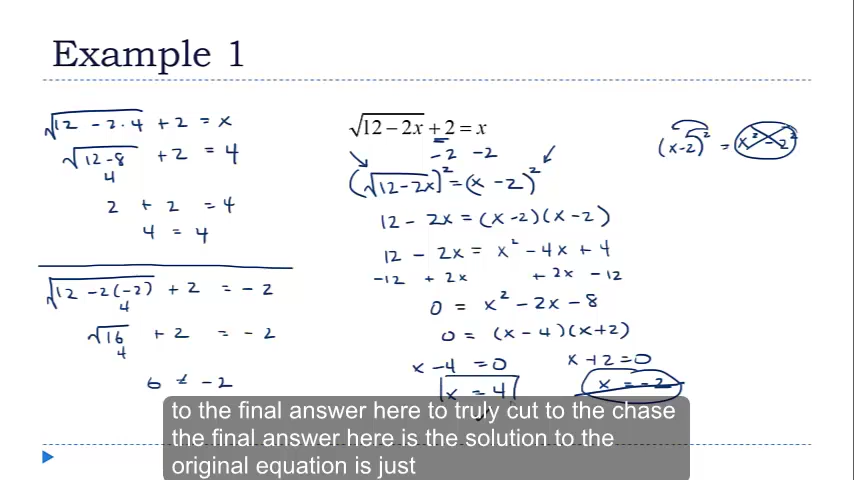 Example 1
√12 - 2·4 + 2 = x
√12-8 + 2 = 4
4
2 + 2 = 4
4 = 4
√12 - 2(-2) + 2 = -2
4
√16 + 2 = -2
4
6 ≠ -2
√12 - 2x + 2 = x
-2 -2
(√12-2x)² = (x - 2)²
12 - 2x = (x-2)(x-2)
12 - 2x = x² - 4x + 4
-12 + 2x + 2x - 12
0 = x² - 2x - 8
0 = (x - 4)(x+2)
x - 4 = 0 x + 2 = 0
x = 4 x = -2
(x-2)² = x² - 2²
to the final answer here to truly cut to the chase
the final answer here is the solution to the
original equation is just